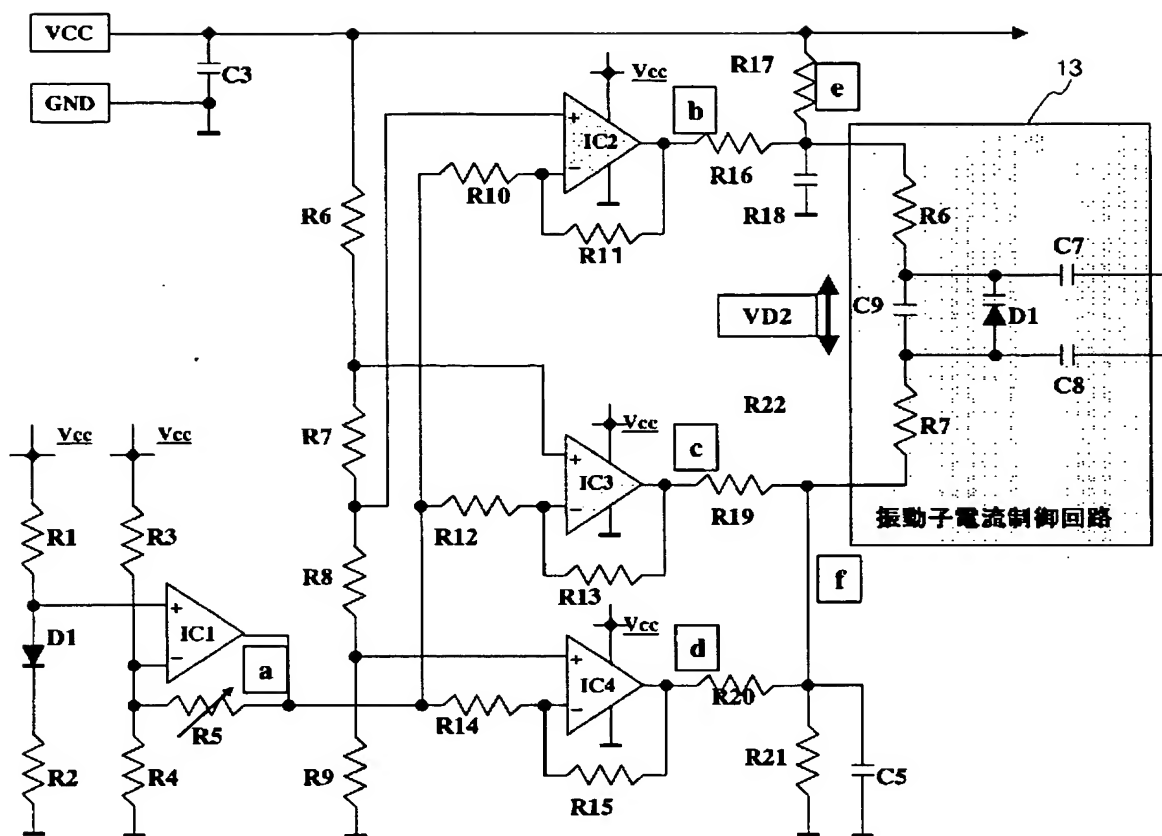 VCC
C3
GND
13
R17
e
Vcc
b
+
IC2
−
R16
R10
R18
R6
R11
R6
C7
C9
D1
VD2
C8
R22
R7
Vcc
Vcc
R7
Vcc
c
+
IC3
−
R19
R12
振動子電流制御回路
R1
R3
R13
f
R8
+
IC1
−
D1
a
Vcc
d
+
IC4
−
R20
R14
R5
R2
R4
R9
R15
R21
C5